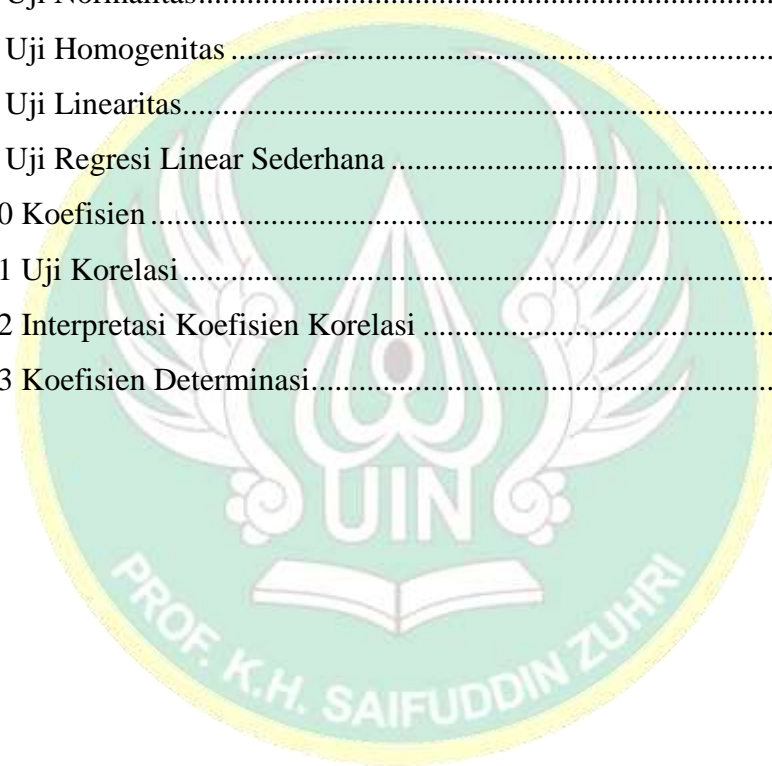 Uji Normalitas....................................................................
Uji Homogenitas....................................................................
Uji Linearitas....................................................................
Uji Regresi Linear Sederhana....................................................................
0 Koefisien....................................................................
1 Uji Korelasi....................................................................
2 Interpretasi Koefisien Korelasi....................................................................
3 Koefisien Determinasi....................................................................
UIN
PROF. K.H. SAIFUDDIN ZUHRI